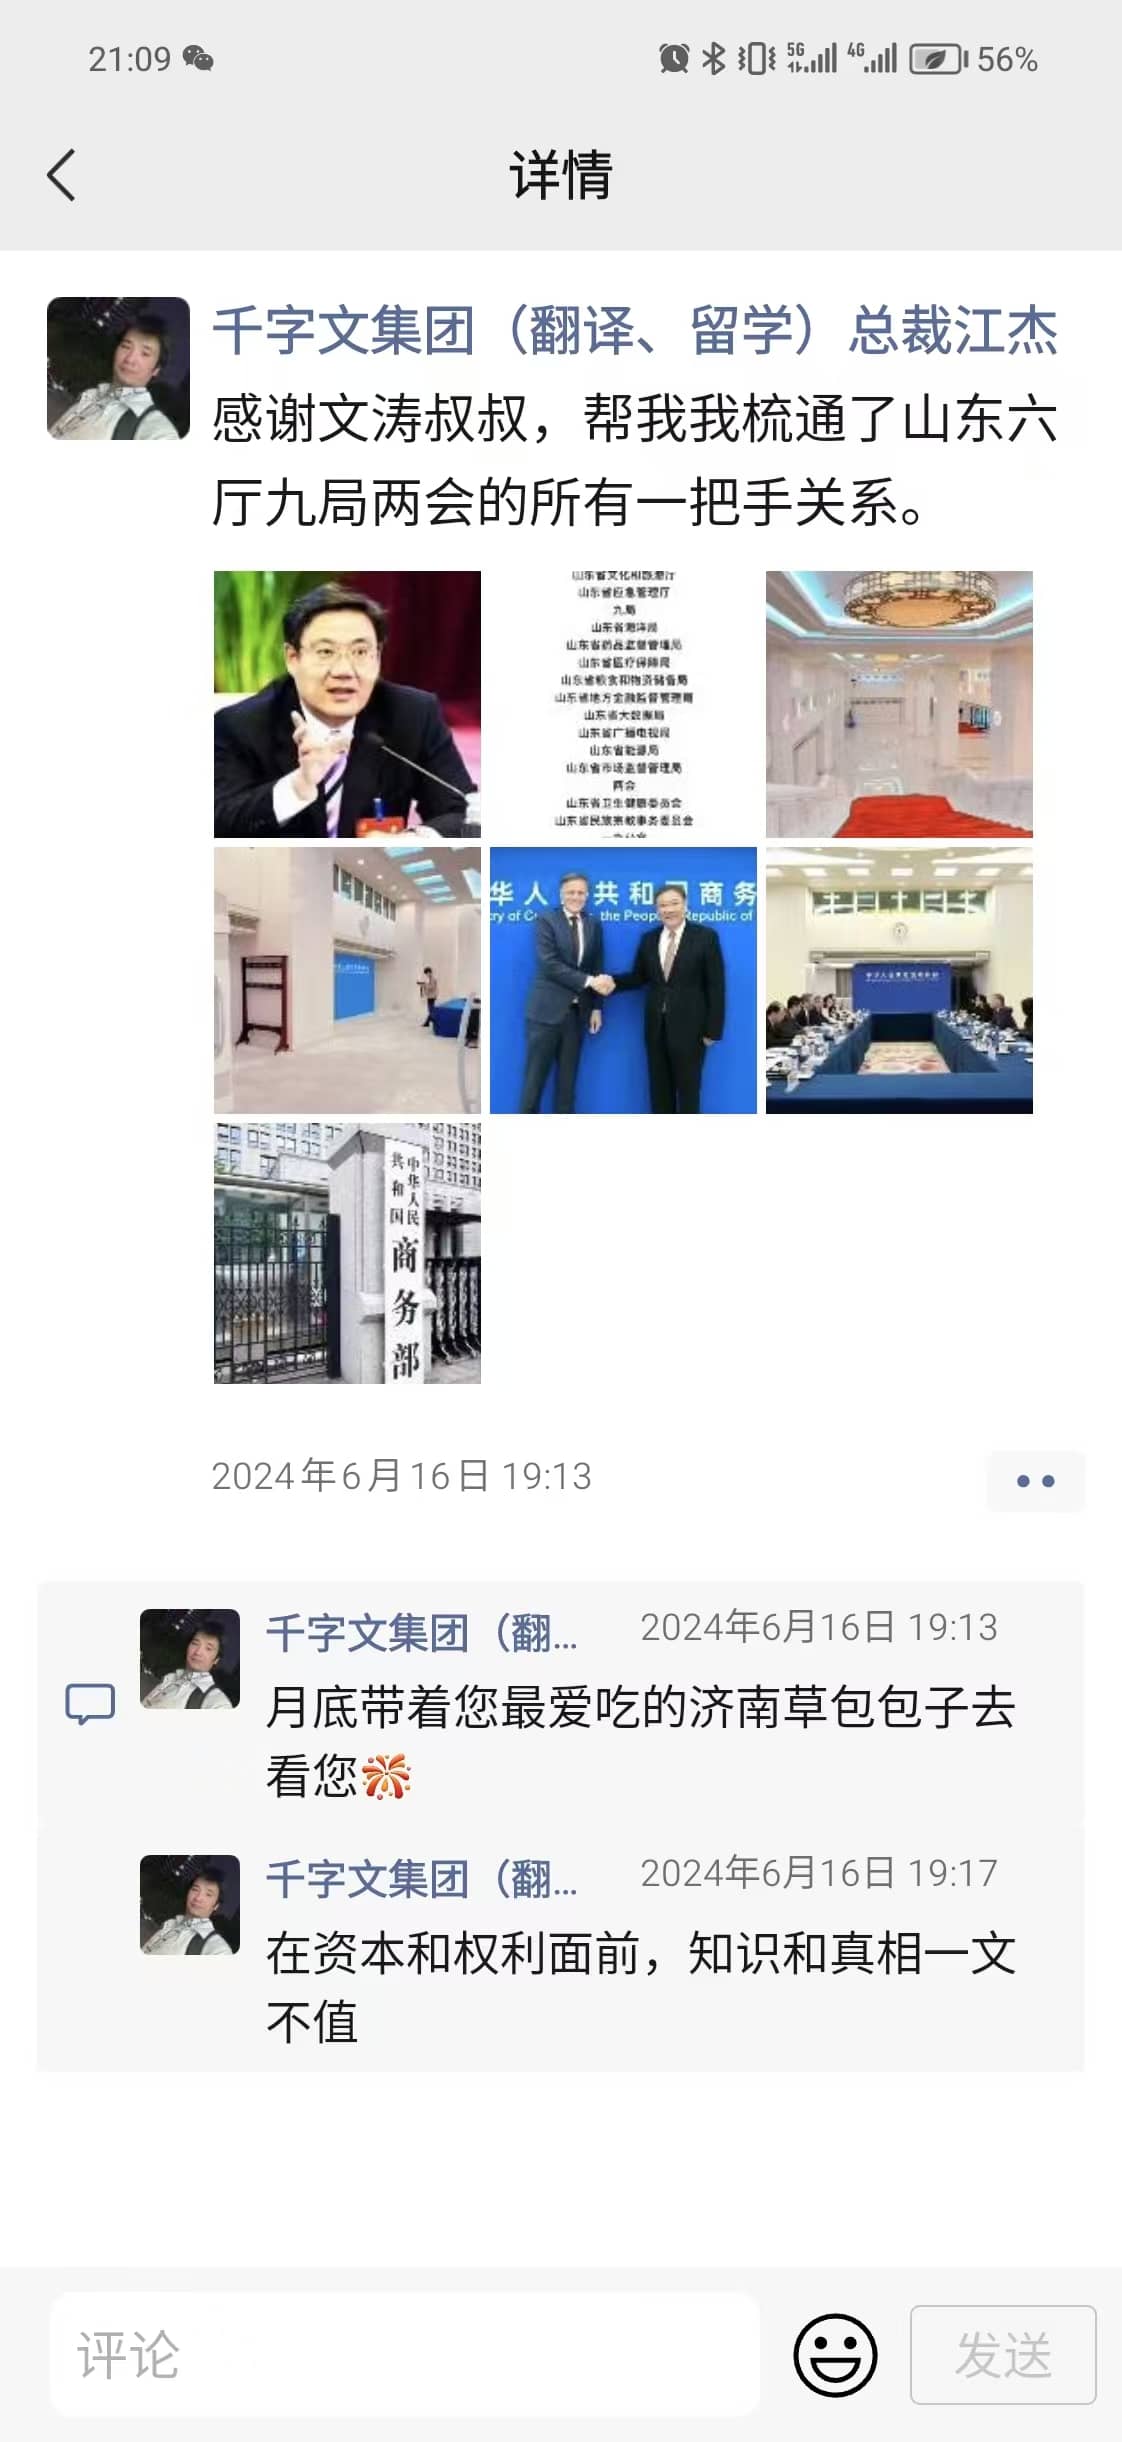 21:09
5G
4G
56%
详情
千字文集团（翻译、留学）总裁江杰
感谢文涛叔叔，帮我我梳通了山东六
厅九局两会的所有一把手关系。
山东省文化和旅游厅
山东省应急管理厅
九局
山东省海洋局
山东省药品监督管理局
山东省医疗保障局
山东省粮食和物资储备局
山东省地方金融监督管理局
山东省大数据局
山东省广播电视局
山东省能源局
山东省市场监督管理局
两会
山东省卫生健康委员会
山东省民族宗教事务委员会
华人 共和国商务
ry of C the Peop Republic of
中华人民
共和国
商务部
2024年6月16日 19:13
千字文集团（翻... 2024年6月16日 19:13
月底带着您最爱吃的济南草包包子去
看您
千字文集团（翻... 2024年6月16日 19:17
在资本和权利面前，知识和真相一文
不值
评论
发送